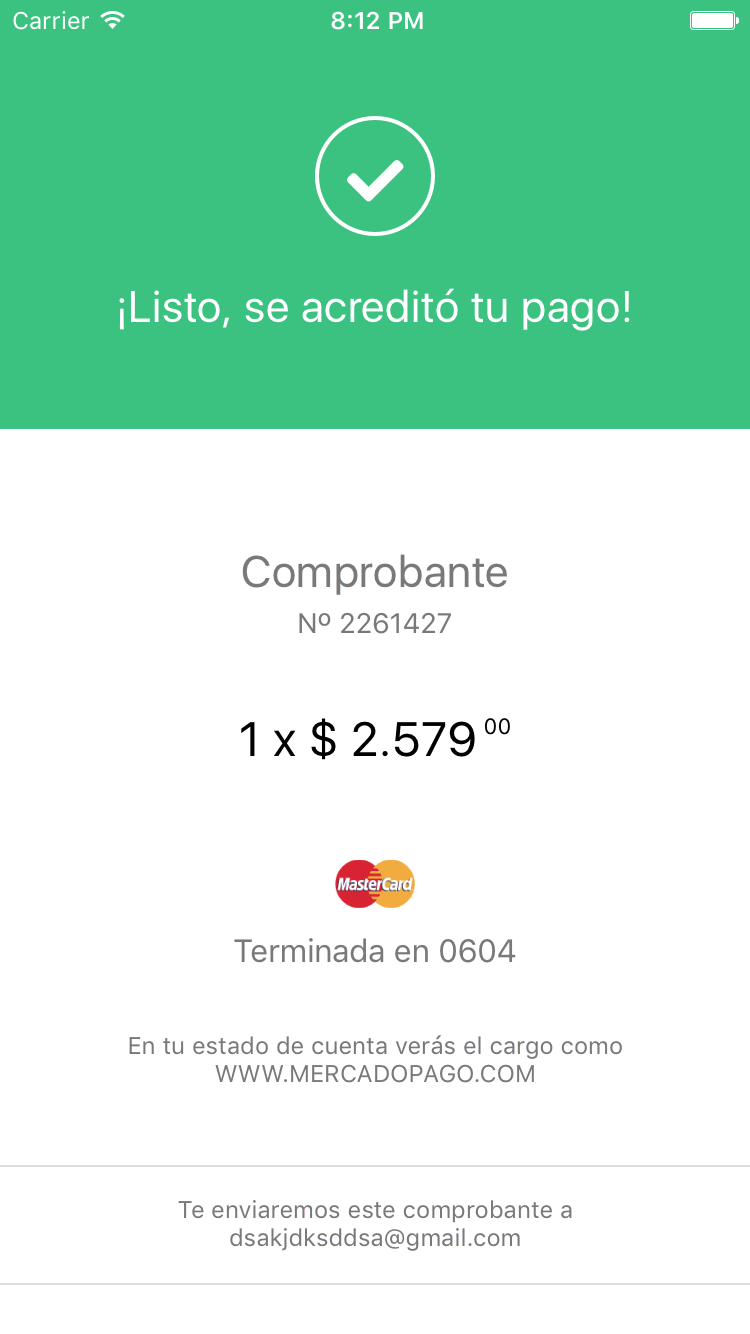 Carrier 8:12 PM
¡Listo, se acreditó tu pago!
Comprobante
Nº 2261427
1 x $ 2.579 00
MasterCard
Terminada en 0604
En tu estado de cuenta verás el cargo como
WWW.MERCADOPAGO.COM
Te enviaremos este comprobante a
dsakjdksddsa@gmail.com